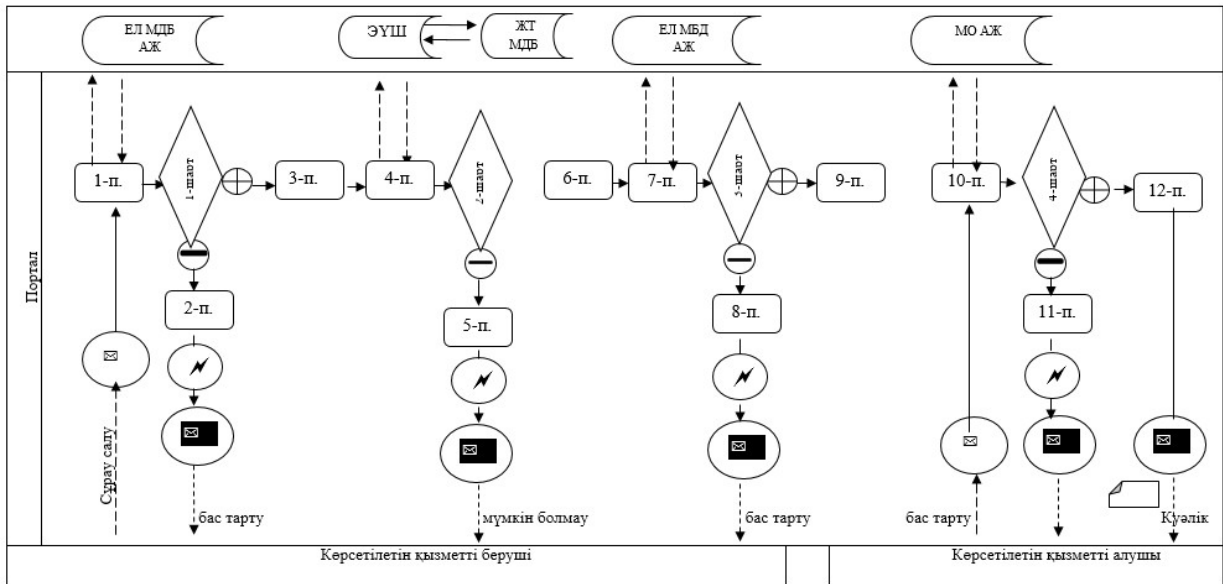 ЕЛ МДБ
АЖ
ЭҮШ
ЖТ
МДБ
ЕЛ МБД
АЖ
МО АЖ
Портал
1-п.
1-шарт
3-п.
4-п.
2-шарт
6-п.
7-п.
3-шарт
9-п.
10-п.
4-шарт
12-п.
2-п.
5-п.
8-п.
11-п.
Сұрау салу
бас тарту
мүмкін болмау
бас тарту
бас тарту
Куәлік
Көрсетілетін қызметті беруші
Көрсетілетін қызметті алушы